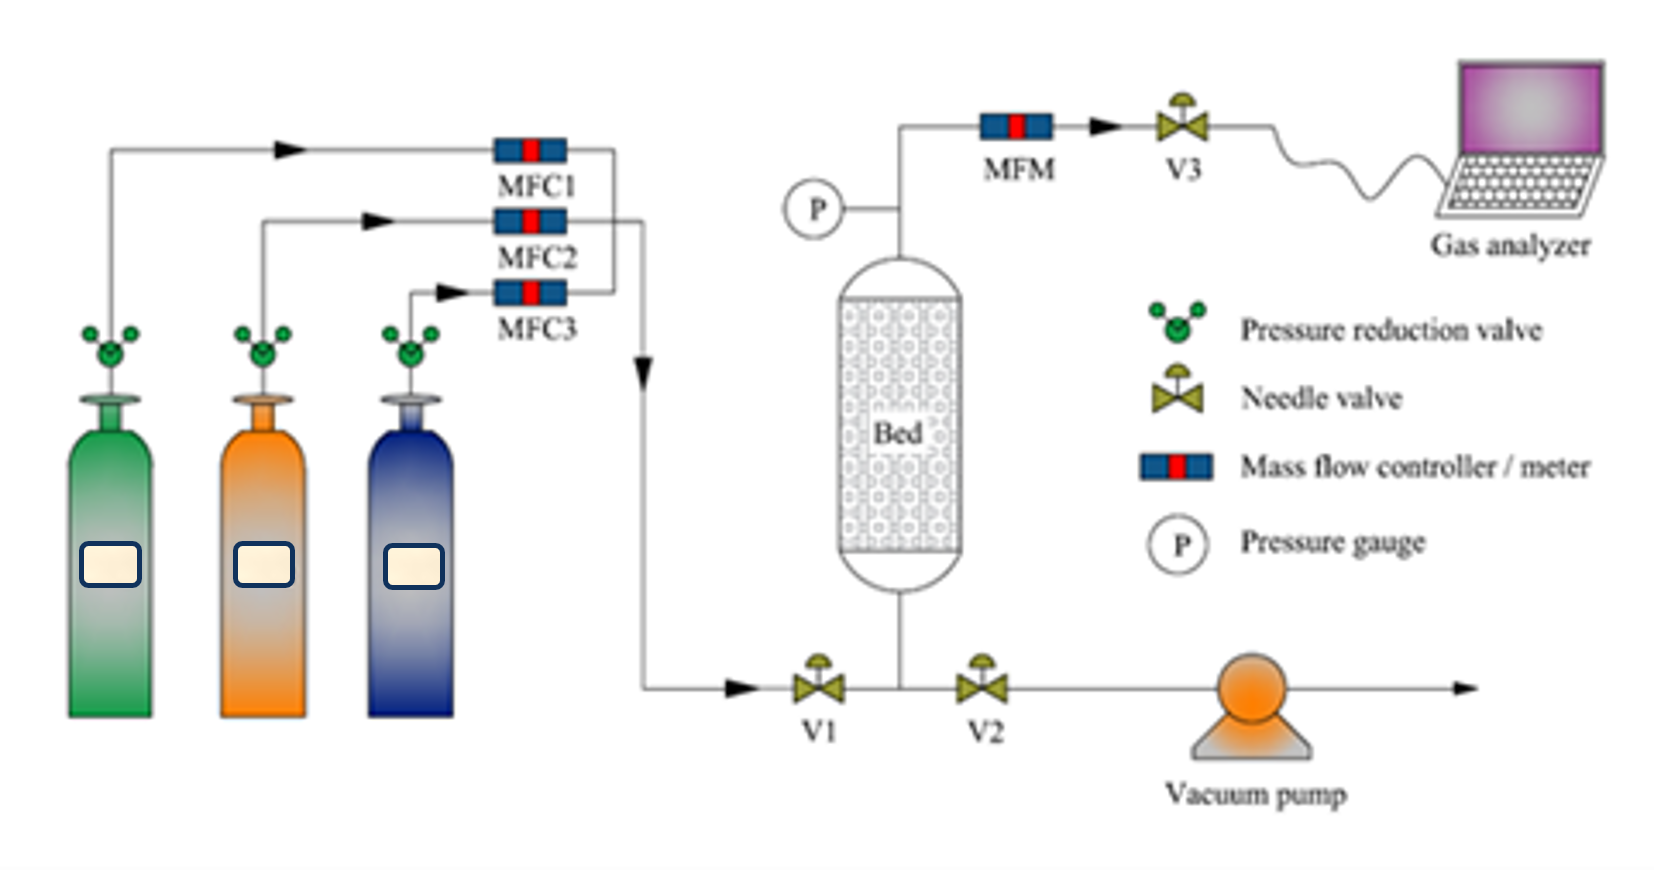 MFC1
MFC2
MFC3
P
MFM
V3
Gas analyzer
Bed
Pressure reduction valve
Needle valve
Mass flow controller / meter
P
Pressure gauge
V1
V2
Vacuum pump